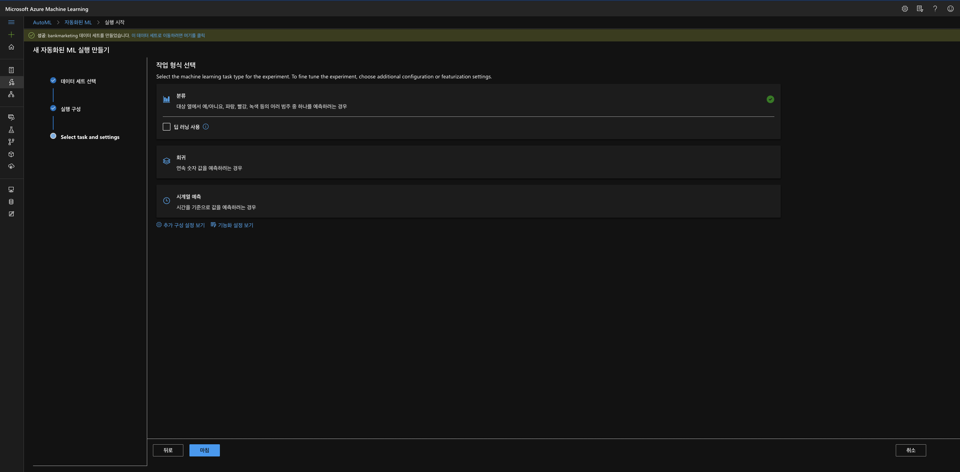 Microsoft Azure Machine Learning
AutoML > 자동화된 ML > 실행 시작
성공: bankmarketing 데이터 세트를 만들었습니다. 이 데이터 세트로 이동하려면 여기를 클릭
새 자동화된 ML 실행 만들기
데이터 세트 선택
실행 구성
Select task and settings
작업 형식 선택
Select the machine learning task type for the experiment. To fine tune the experiment, choose additional configuration or featurization settings.
분류
대상 열에서 예/아니요, 파랑, 빨강, 녹색 등의 여러 범주 중 하나를 예측하려는 경우
딥 러닝 사용
회귀
연속 숫자 값을 예측하려는 경우
시계열 예측
시간을 기준으로 값을 예측하려는 경우
추가 구성 설정 보기 기능화 설정 보기
뒤로 마침 취소